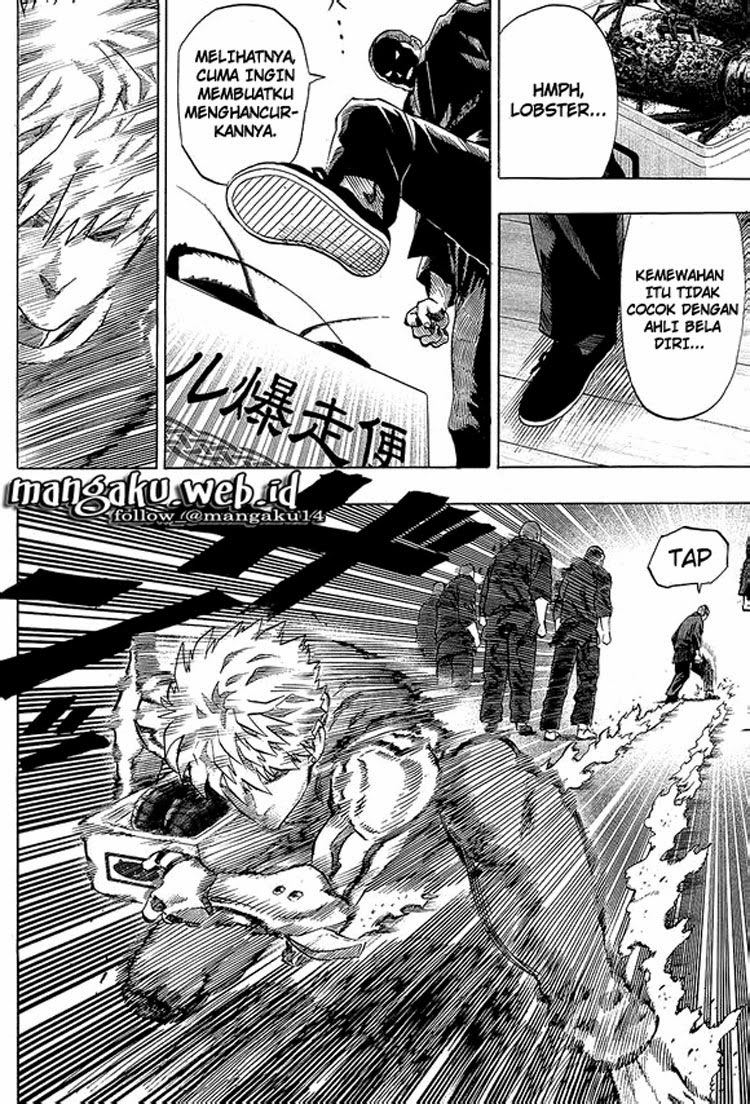 HMPH,
LOBSTER...
KEMEWAHAN
ITU TIDAK
COCOK DENGAN
AHLI BELA
DIRI...
MELIHATNYA,
CUMA INGIN
MEMBUATKU
MENGHANCUR-
KANNYA.
ル爆走便
mangaku.web.id
follow @mangaku14
TAP